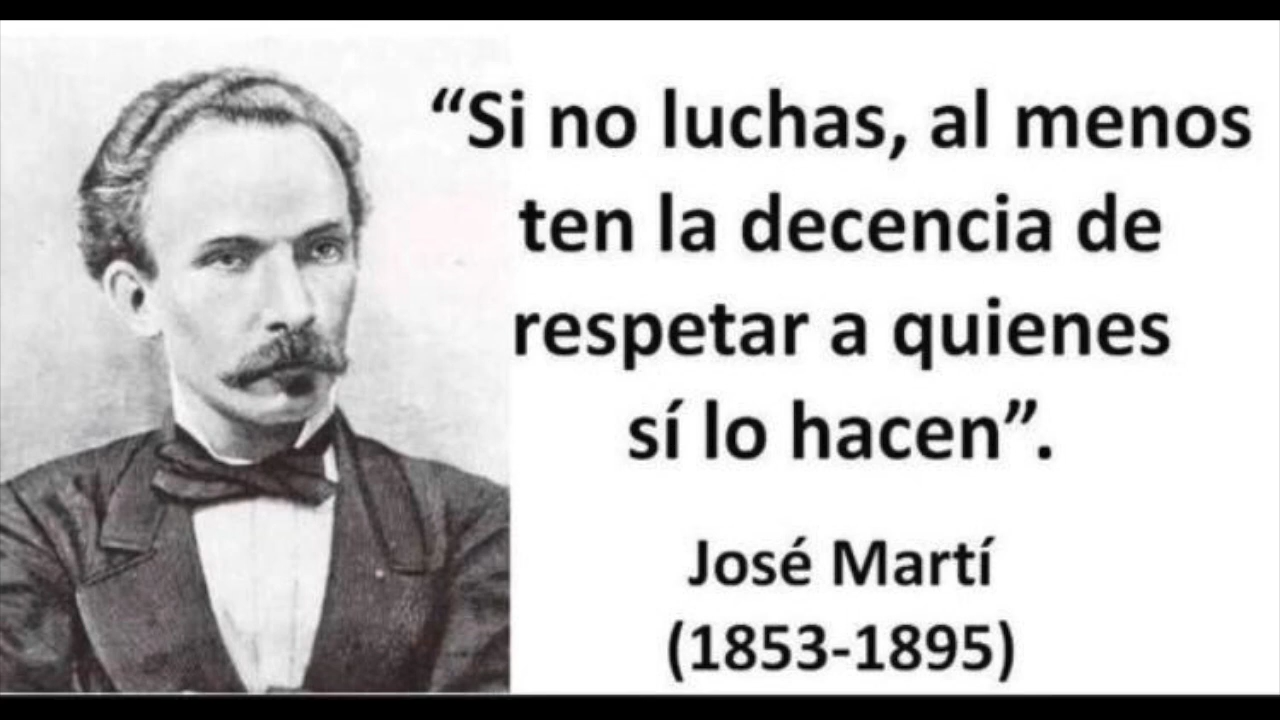 “Si no luchas, al menos
ten la decencia de
respetar a quienes
sí lo hacen”.
José Martí
(1853-1895)